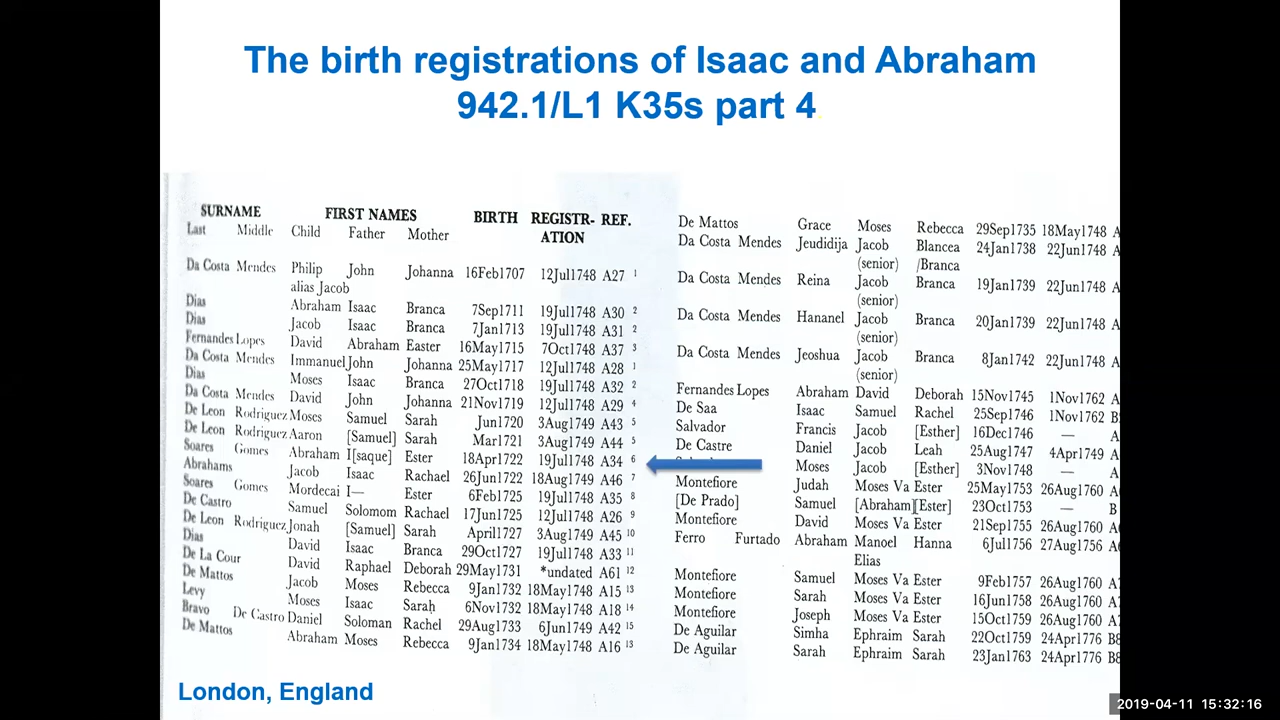 The birth registrations of Isaac and Abraham
942.1/L1 K35s part 4
SURNAME FIRST NAMES BIRTH REGISTR- REF.
ATION
Last Middle Child Father Mother
Da Costa Mendes Philip John Johanna 16Feb1707 12Jul1748 A27 1
alias Jacob
Dias Abraham Isaac Branca 7Sep1711 19Jul1748 A30 2
Dias Jacob Isaac Branca 7Jan1713 19Jul1748 A31 2
Fernandes Lopes David Abraham Easter 16May1715 7Oct1748 A37 3
Da Costa Mendes Immanuel John Johanna 25May1717 12Jul1748 A28 1
Dias Moses Isaac Branca 27Oct1718 19Jul1748 A32 2
Da Costa Mendes David John Johanna 21Nov1719 12Jul1748 A29 4
De Leon Rodriguez Moses Samuel Sarah Jun1720 3Aug1748 A43 5
De Leon Rodriguez Aaron [Samuel] Sarah Mar1721 3Aug1749 A44 5
Soares Gomes Abraham I[saque] Ester 18Apr1722 19Jul1748 A34 6
Abrahams Jacob Isaac Rachael 26Jun1722 18Aug1749 A46 7
Soares Gomes Mordecai I— Ester 6Feb1725 19Jul1748 A35 8
De Castro Samuel Solomom Rachael 17Jun1725 12Jul1748 A26 9
De Leon Rodriguez Jonah [Samuel] Sarah April1727 3Aug1749 A45 10
Dias David Isaac Branca 29Oct1727 19Jul1748 A33 11
De La Cour David Raphael Deborah 29May1731 *undated A61 12
De Mattos Jacob Moses Rebecca 9Jan1732 18May1748 A15 13
Levy Moses Isaac Sarah 6Nov1732 18May1748 A18 14
Bravo De Castro Daniel Soloman Rachel 29Aug1733 6Jun1749 A42 15
De Mattos Abraham Moses Rebecca 9Jan1734 18May1748 A16 13
De Mattos Grace Moses Rebecca 29Sep1735 18May1748 A
Da Costa Mendes Jeudidija Jacob Blancea 24Jan1738 22Jun1748 A
(senior) /Branca
Da Costa Mendes Reina Jacob Branca 19Jan1739 22Jun1748 A
(senior)
Da Costa Mendes Hananel Jacob Branca 20Jan1739 22Jun1748 A
(senior)
Da Costa Mendes Jeoshua Jacob Branca 8Jan1742 22Jun1748 A
(senior)
Fernandes Lopes Abraham David Deborah 15Nov1745 1Nov1762 A
De Saa Isaac Samuel Rachel 25Sep1746 1Nov1762 B
Salvador Francis Jacob [Esther] 16Dec1746 — A
De Castre Daniel Jacob Leah 25Aug1747 4Apr1749 A
Moses Jacob [Esther] 3Nov1748 — A
Montefiore Judah Moses Va Ester 25May1753 26Aug1760 A
[De Prado] Samuel [Abraham][Ester] 23Oct1753 — B
Montefiore David Moses Va Ester 21Sep1755 26Aug1760 A
Ferro Furtado Abraham Manoel Hanna 6Jul1756 27Aug1756 A
Elias
Montefiore Samuel Moses Va Ester 9Feb1757 26Aug1760 A
Montefiore Sarah Moses Va Ester 16Jun1758 26Aug1760 A
Montefiore Joseph Moses Va Ester 15Oct1759 26Aug1760 A
De Aguilar Simha Ephraim Sarah 22Oct1759 24Apr1776 B8
De Aguilar Sarah Ephraim Sarah 23Jan1763 24Apr1776 B8
London, England
2019-04-11 15:32:16